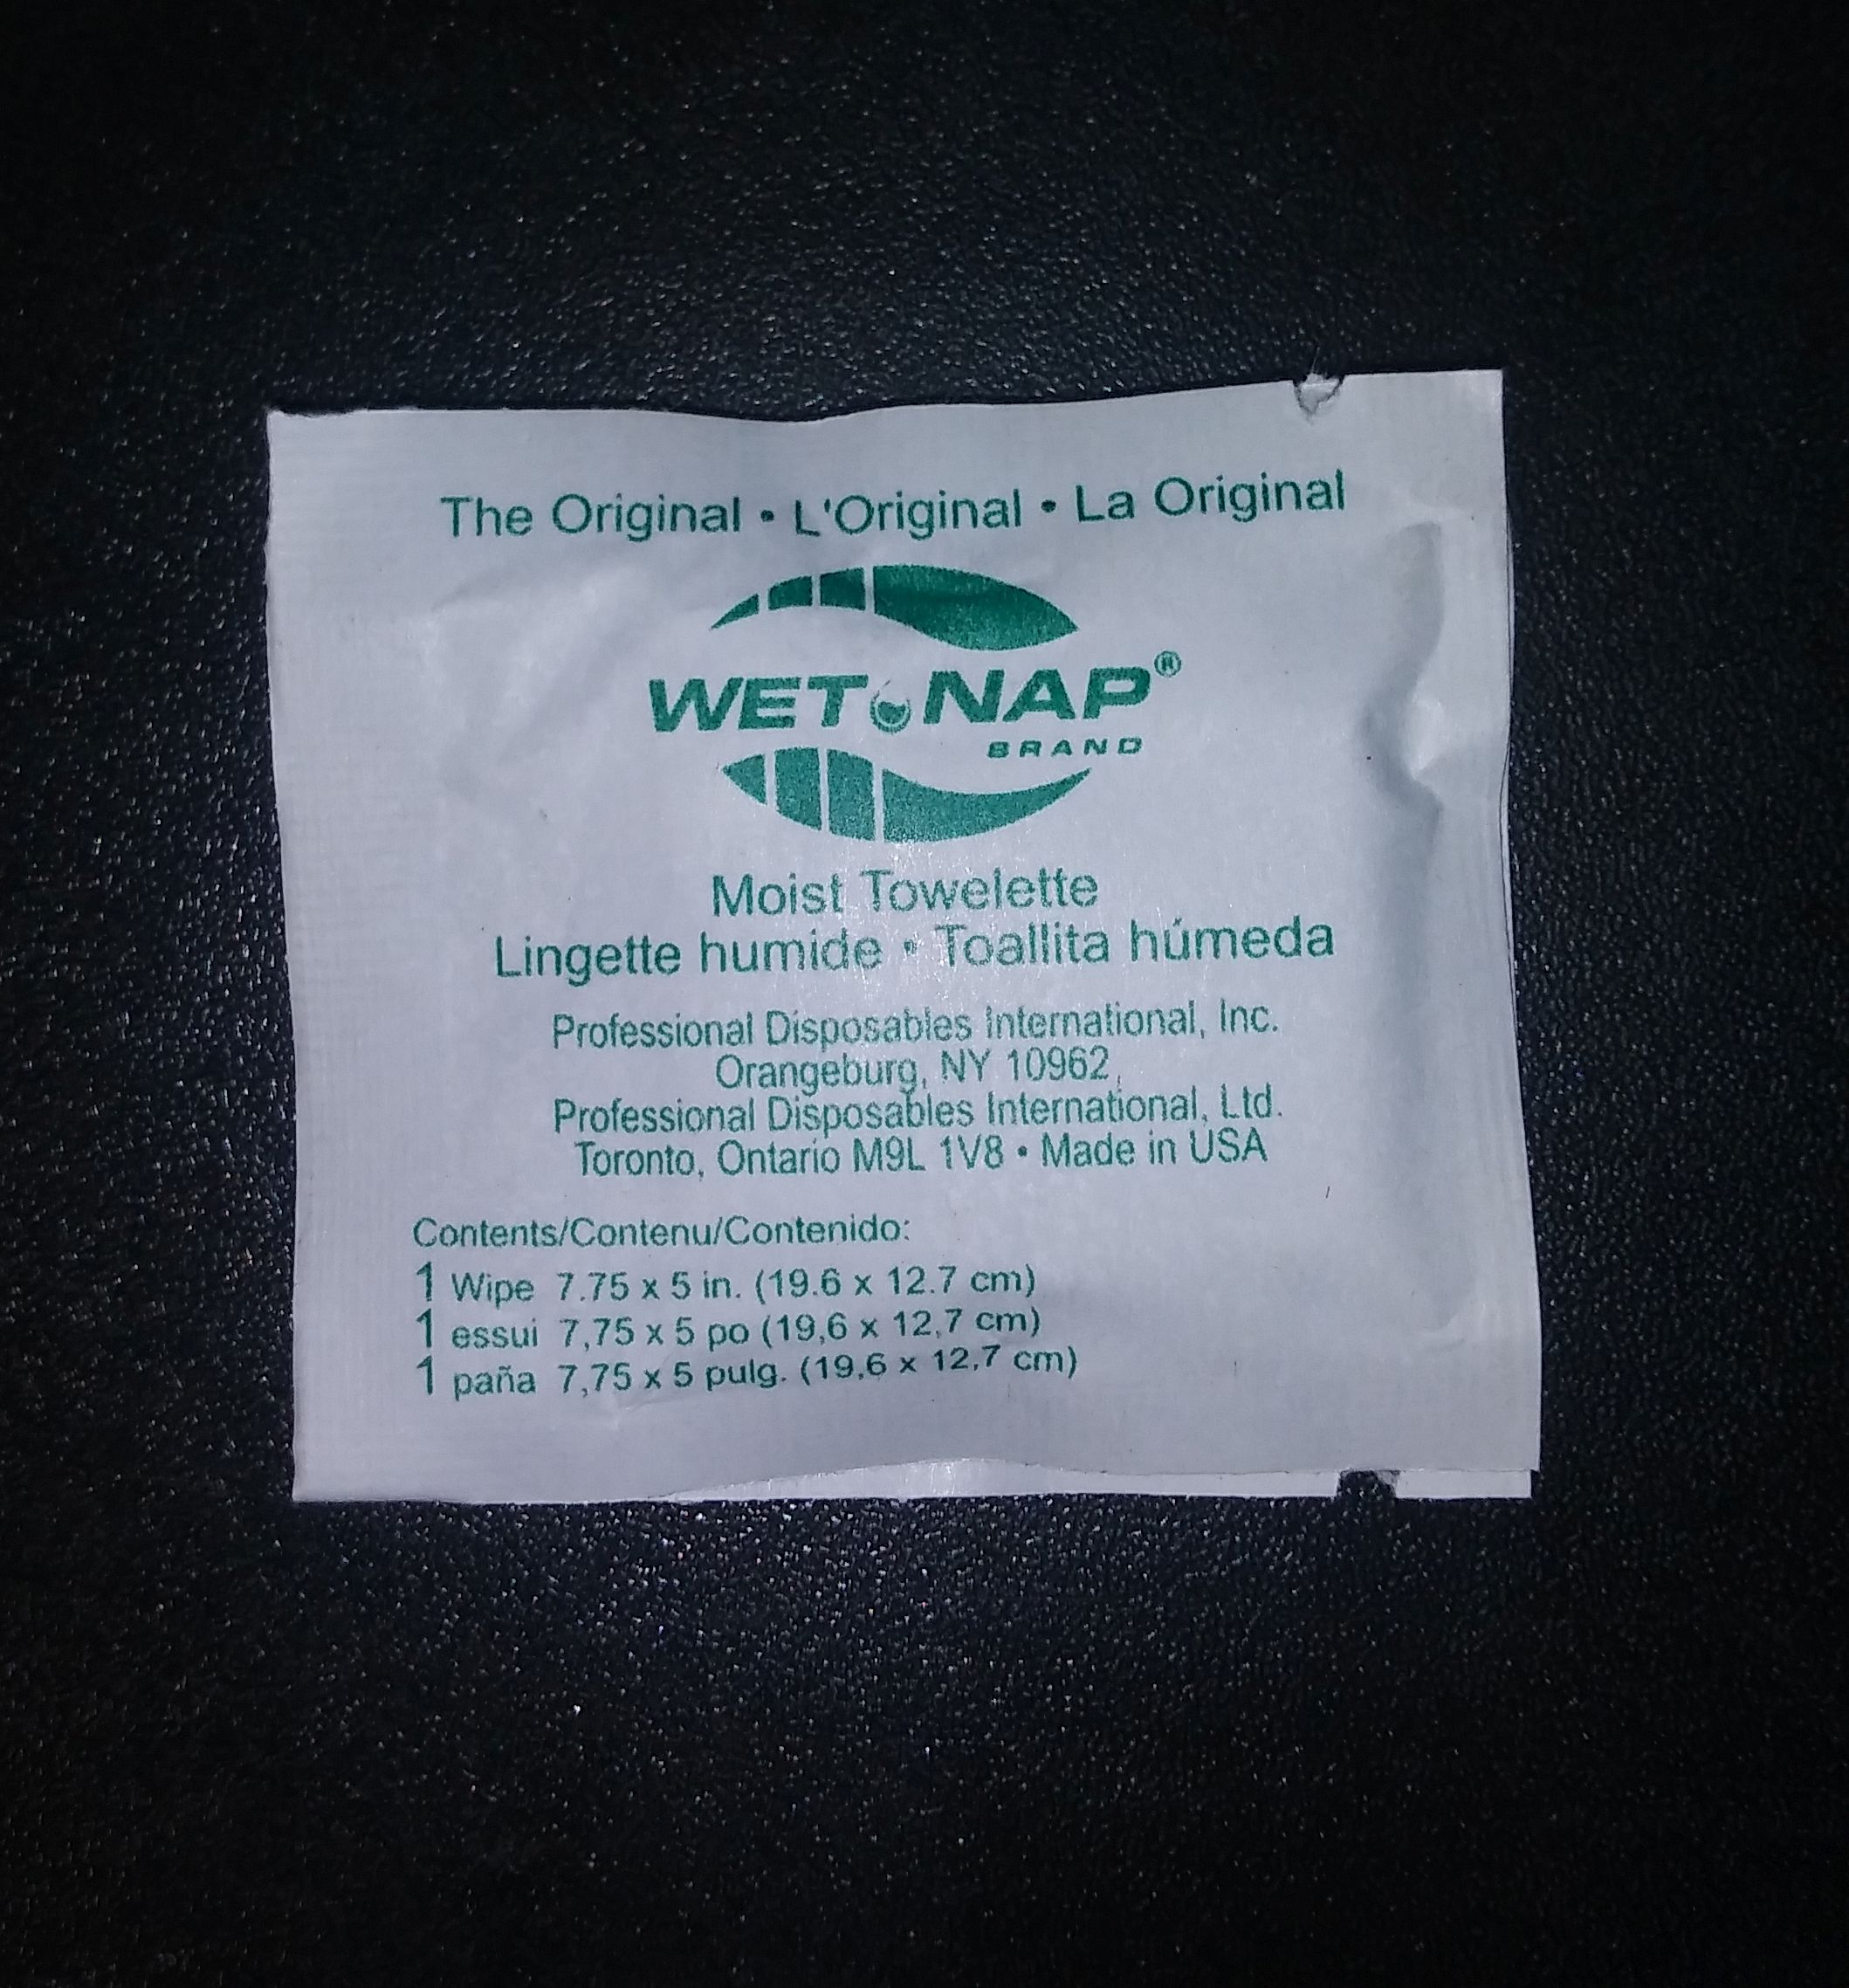 The Original • L'Original • La Original
WET NAP®
BRAND
Moist Towelette
Lingette humide • Toallita húmeda
Professional Disposables International, Inc.
Orangeburg, NY 10962
Professional Disposables International, Ltd.
Toronto, Ontario M9L 1V8 • Made in USA
Contents/Contenu/Contenido:
1 Wipe 7.75 x 5 in. (19.6 x 12.7 cm)
1 essui 7,75 x 5 po (19,6 x 12,7 cm)
1 paña 7,75 x 5 pulg. (19,6 x 12,7 cm)